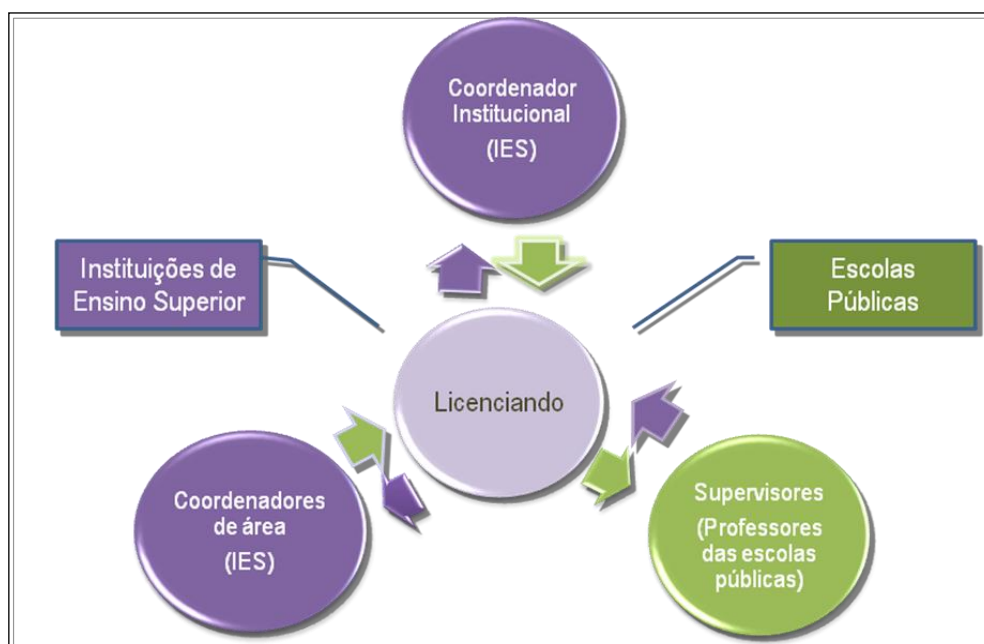 Coordenador
Institucional
(IES)
Instituições de
Ensino Superior
Escolas
Públicas
Licenciando
Coordenadores
de área
(IES)
Supervisores
(Professores
das escolas
públicas)